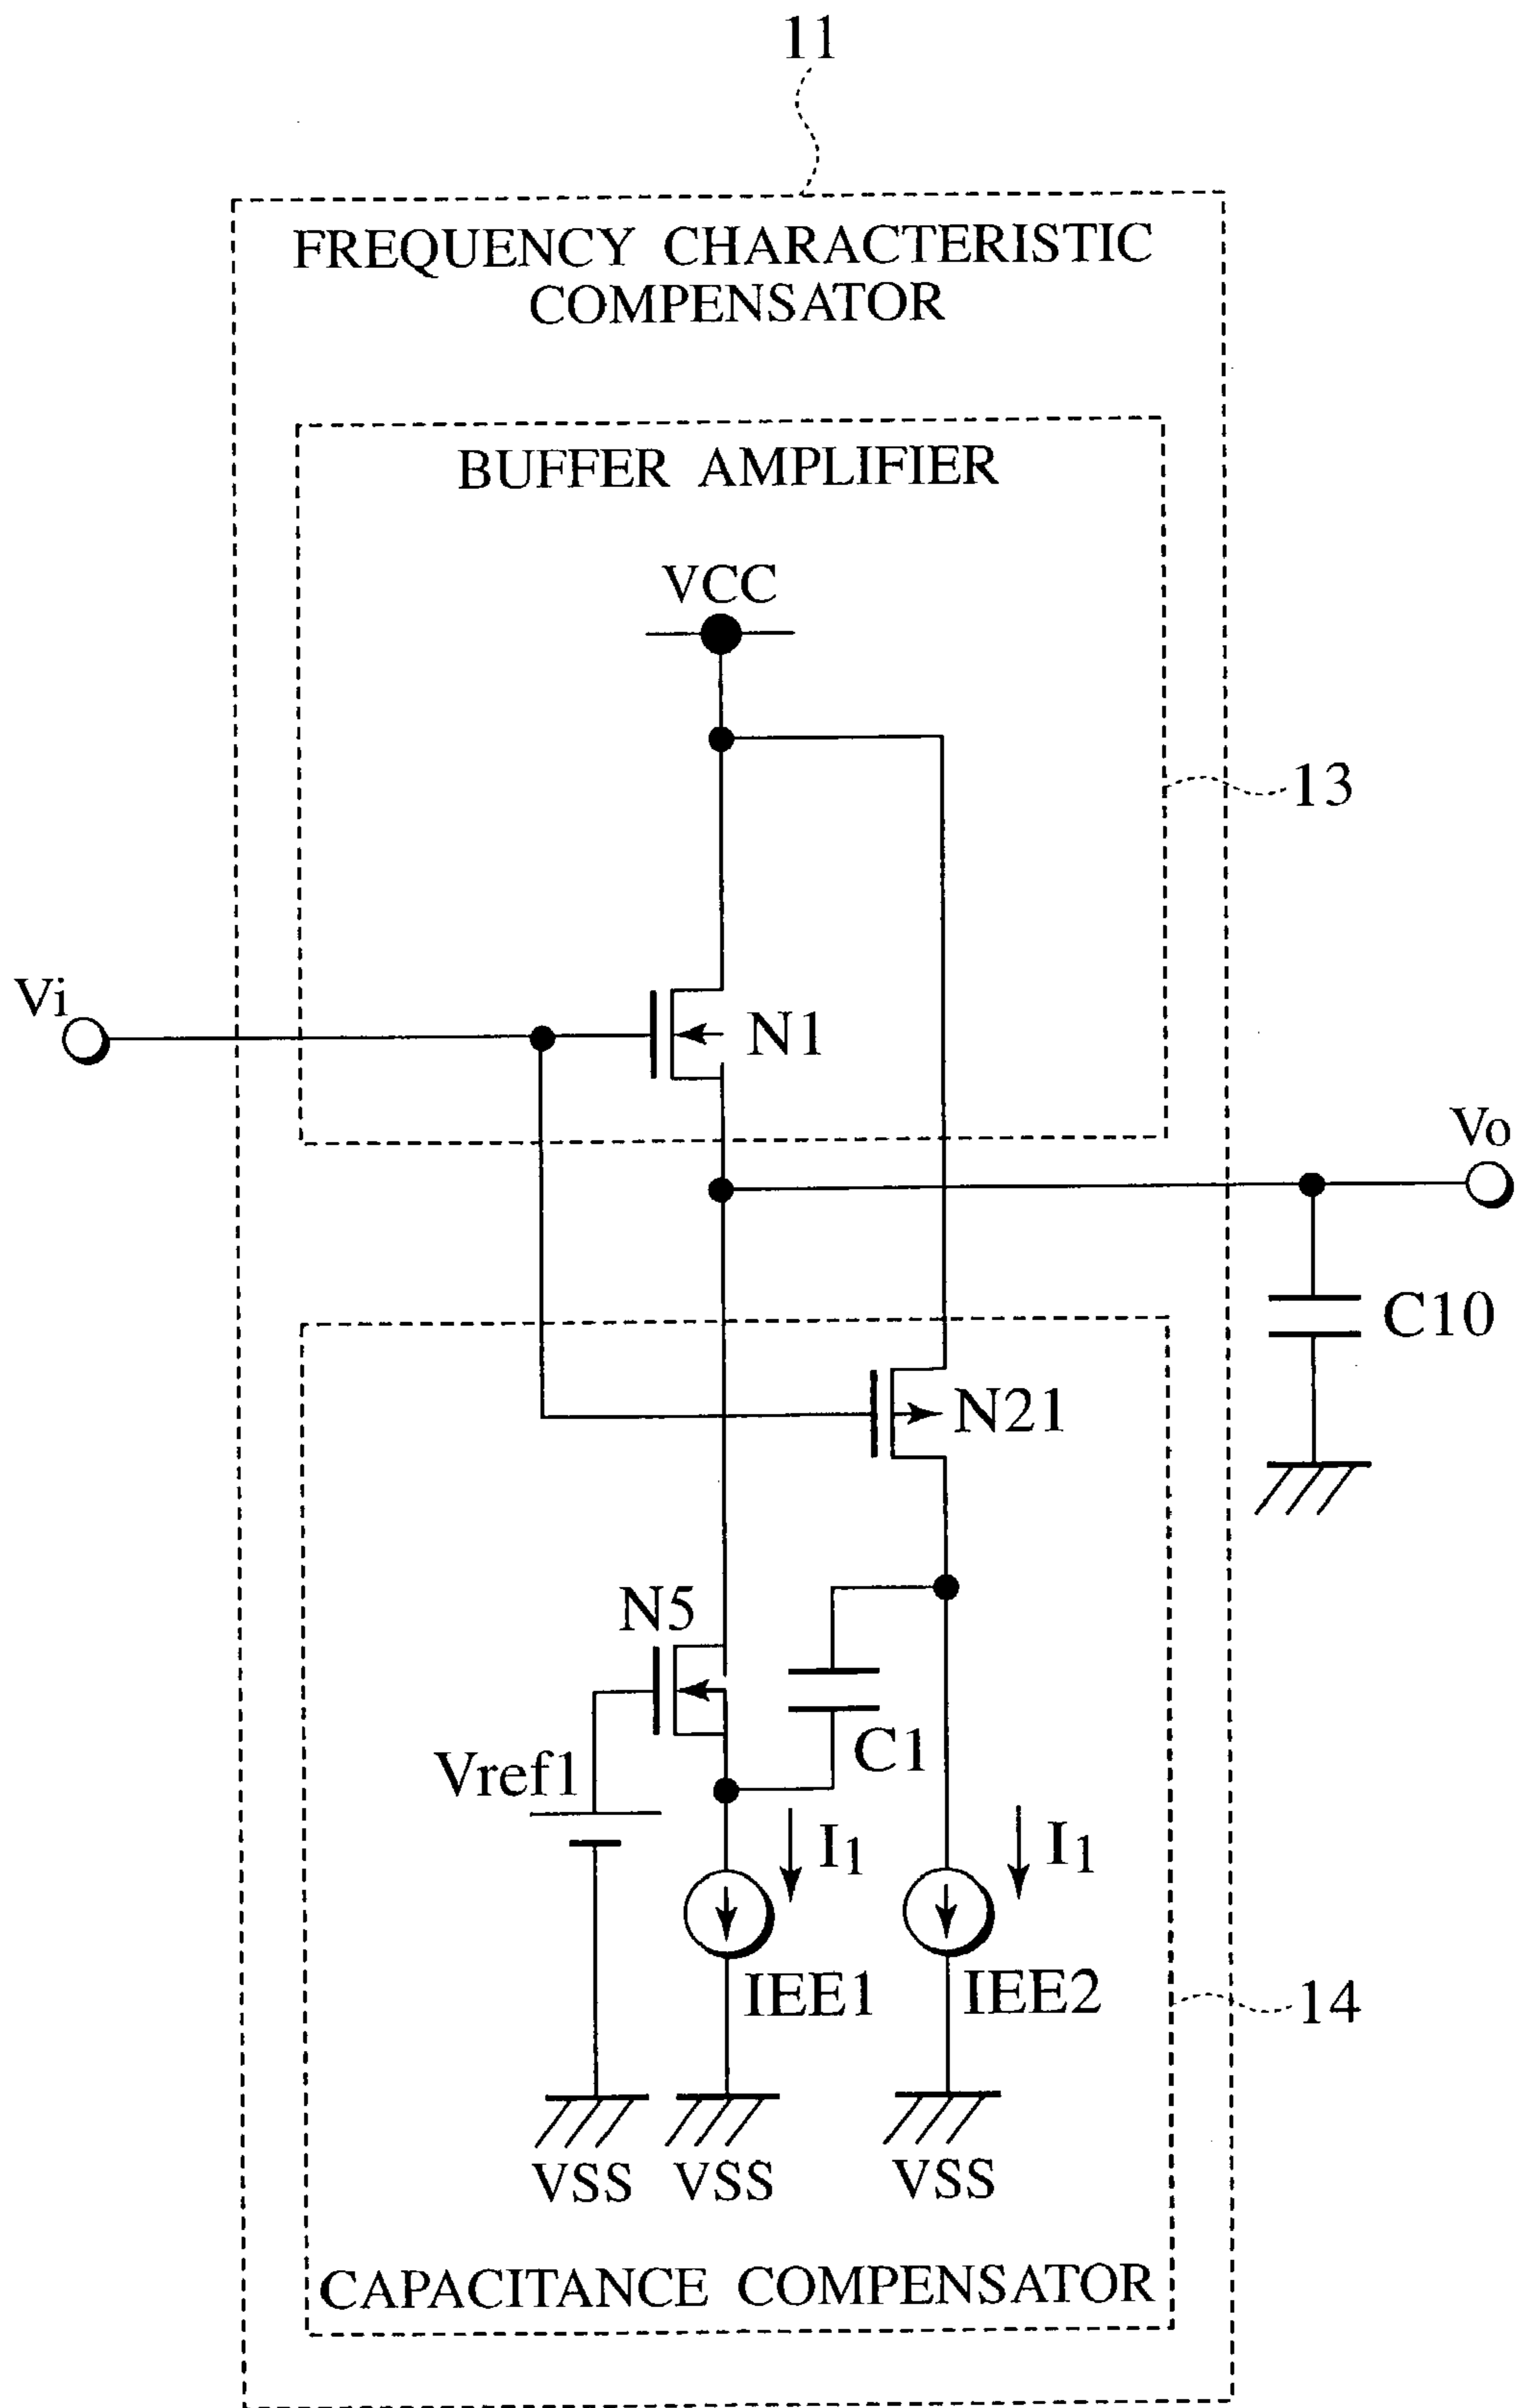 11
FREQUENCY CHARACTERISTIC
COMPENSATOR
BUFFER AMPLIFIER
VCC
13
Vi
N1
Vo
C10
N21
N5
C1
Vref1
I1
I1
IEE1
IEE2
14
VSS
VSS
VSS
CAPACITANCE COMPENSATOR